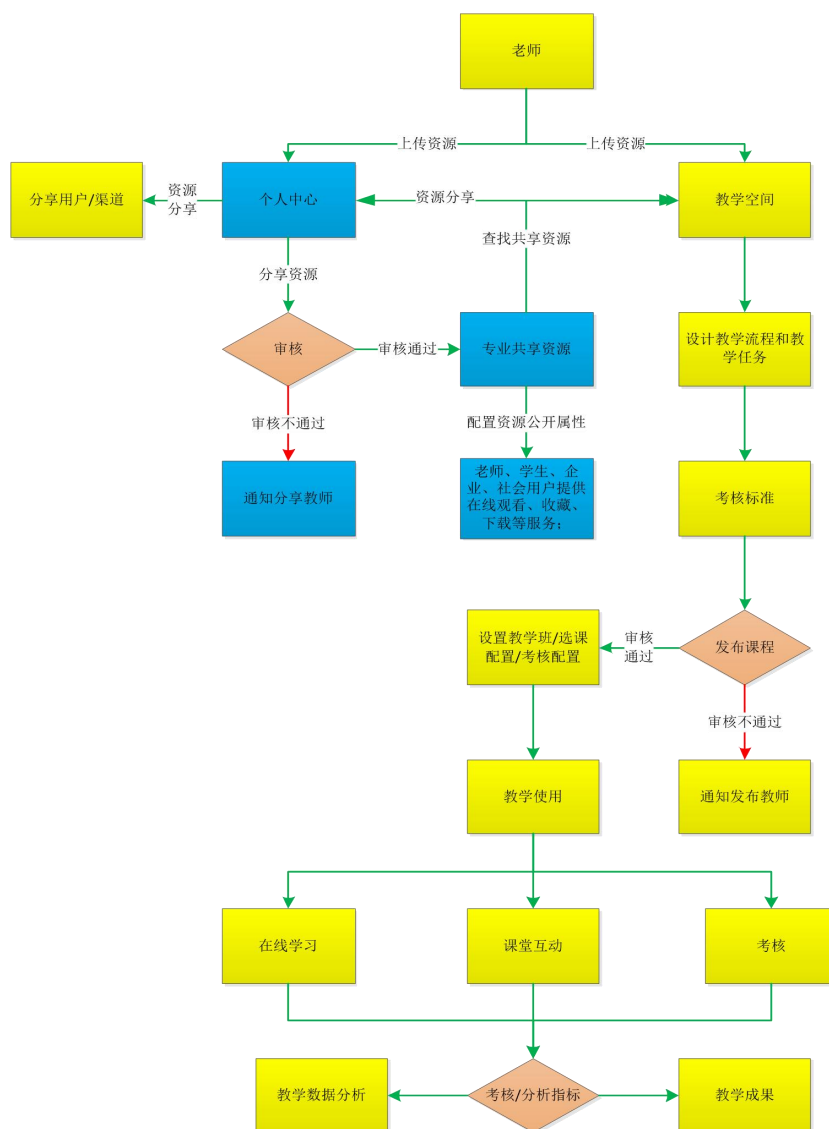 老师
上传资源
上传资源
分享用户/渠道
资源
分享
个人中心
资源分享
教学空间
查找共享资源
分享资源
审核
审核通过
专业共享资源
设计教学流程和教
学任务
审核不通过
配置资源公开属性
通知分享教师
老师、学生、企
业、社会用户提供
在线观看、收藏、
下载等服务；
考核标准
设置教学班/选课
配置/考核配置
审核
通过
发布课程
审核不通过
教学使用
通知发布教师
在线学习
课堂互动
考核
教学数据分析
考核/分析指标
教学成果